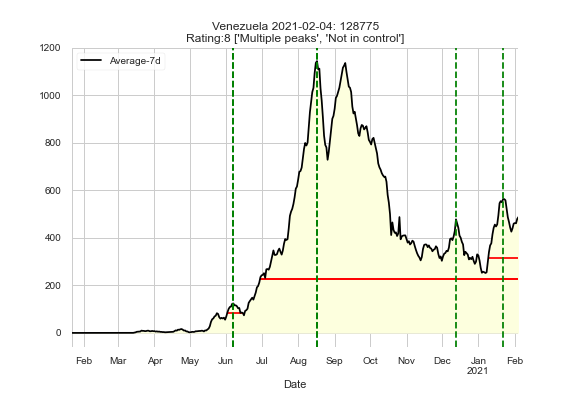 Venezuela 2021-02-04: 128775
Rating:8 ['Multiple peaks', 'Not in control']
Average-7d
1200
1000
800
600
400
200
0
Feb Mar Apr May Jun Jul Aug Sep Oct Nov Dec Jan Feb
2021
Date